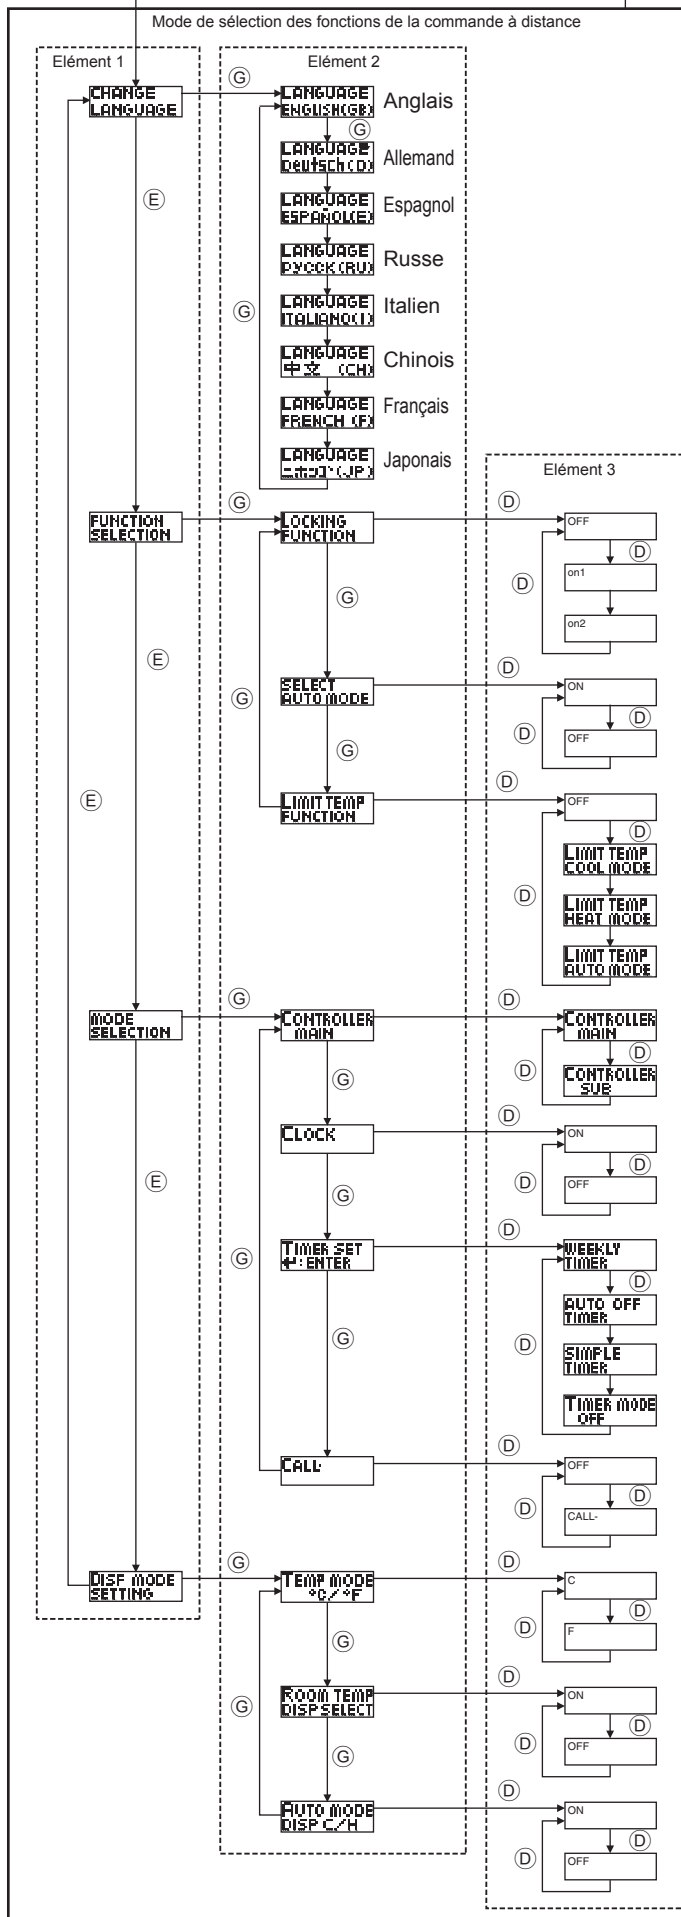 Mode de sélection des fonctions de la commande à distance
Elément 1
Elément 2
CHANGE
LANGUAGE
G
LANGUAGE
ENGLISH(GB)
Anglais
G
LANGUAGE
Deutsch(D)
Allemand
E
LANGUAGE
ESPAÑOL(E)
Espagnol
LANGUAGE
РУССК(RU)
Russe
G
LANGUAGE
ITALIANO(I)
Italien
LANGUAGE
中文 (CH)
Chinois
LANGUAGE
FRENCH (F)
Français
LANGUAGE
ニホンゴ(JP)
Japonais
Elément 3
FUNCTION
SELECTION
G
LOCKING
FUNCTION
D
OFF
D
D
on1
G
on2
E
G
SELECT
AUTO MODE
D
ON
D
D
OFF
G
E
LIMIT TEMP
FUNCTION
D
OFF
D
LIMIT TEMP
COOL MODE
D
LIMIT TEMP
HEAT MODE
LIMIT TEMP
AUTO MODE
MODE
SELECTION
G
CONTROLLER
MAIN
D
CONTROLLER
MAIN
D
D
CONTROLLER
SUB
G
CLOCK
D
ON
D
D
OFF
E
G
G
TIMER SET
↵:ENTER
D
WEEKLY
TIMER
D
AUTO OFF
TIMER
D
SIMPLE
TIMER
G
TIMER MODE
OFF
CALL-
D
OFF
D
D
CALL-
DISP MODE
SETTING
G
TEMP MODE
°C/°F
D
C
D
D
F
G
G
ROOM TEMP
DISP SELECT
D
ON
D
D
OFF
G
AUTO MODE
DISP C/H
D
ON
D
D
OFF